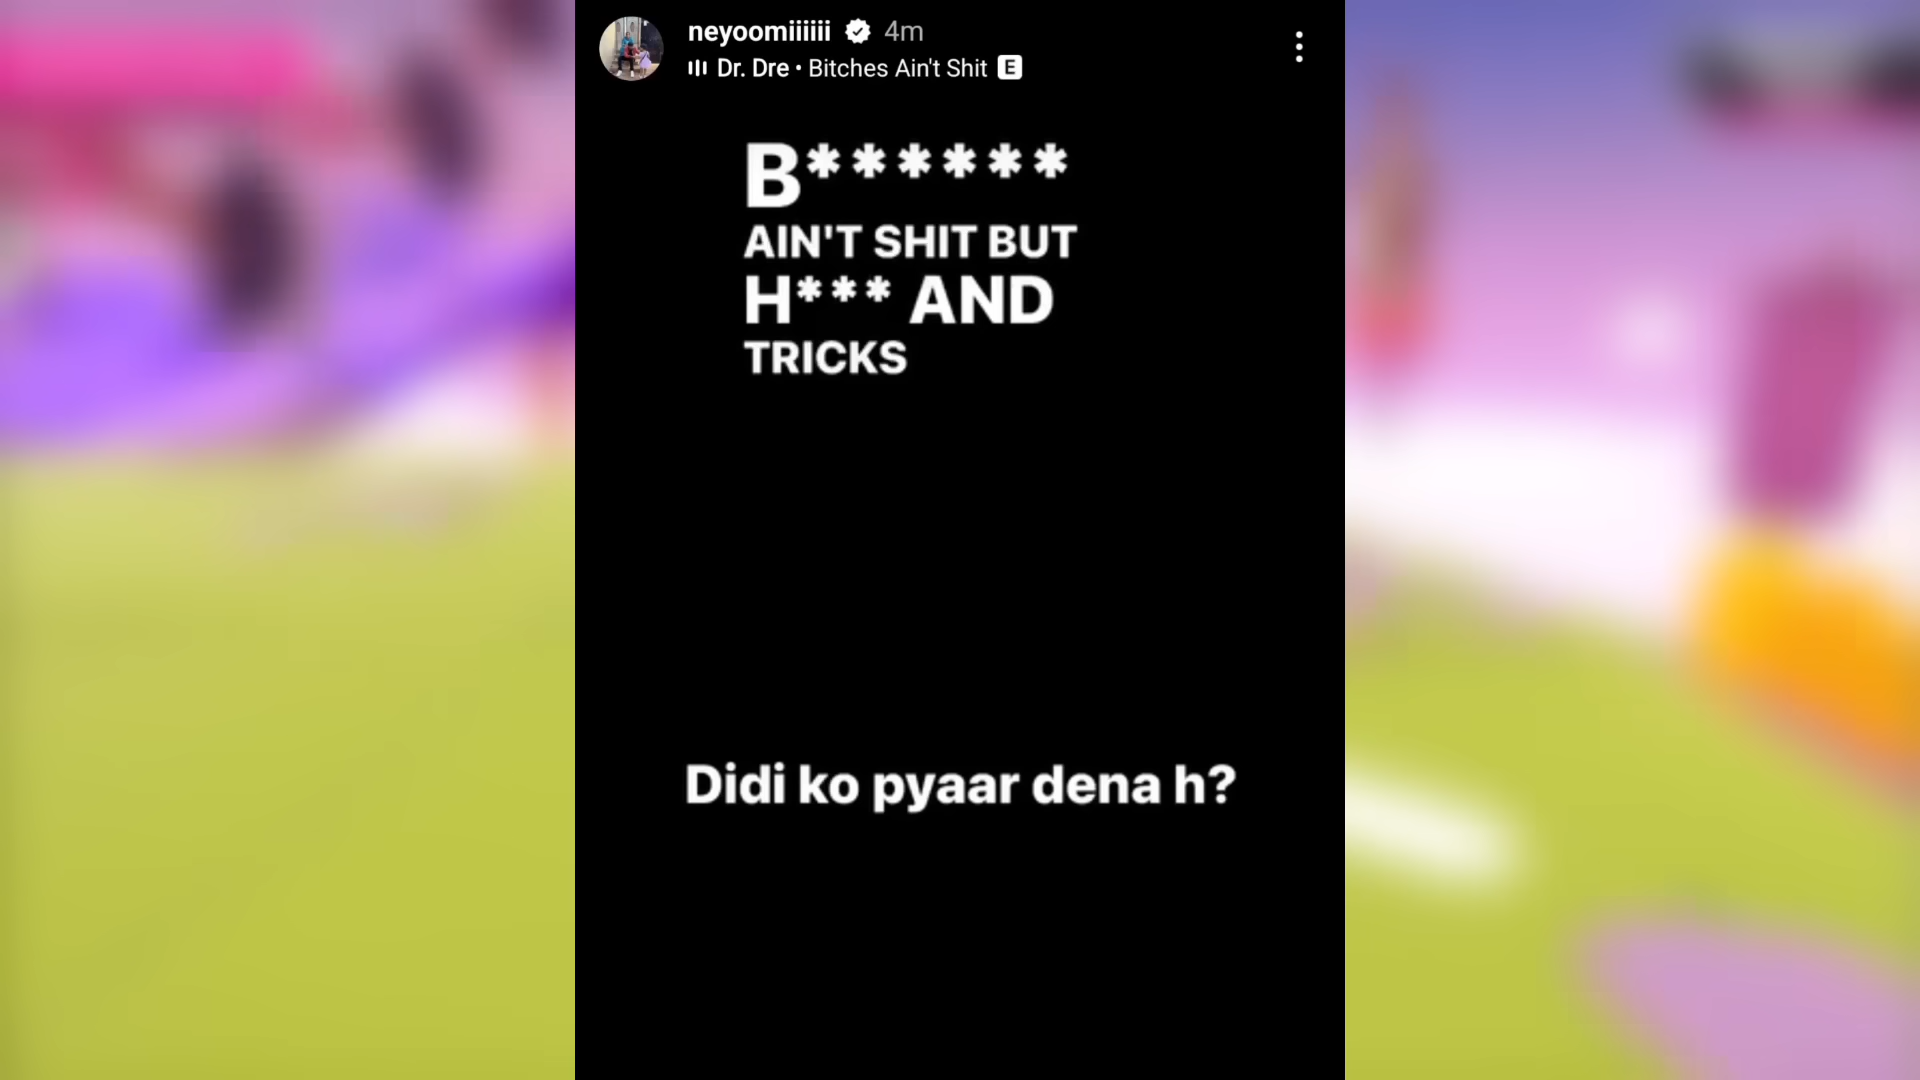 neyoomiiiiii 4m
Dr. Dre • Bitches Ain't Shit E
B******
AIN'T SHIT BUT
H*** AND
TRICKS
Didi ko pyaar dena h?